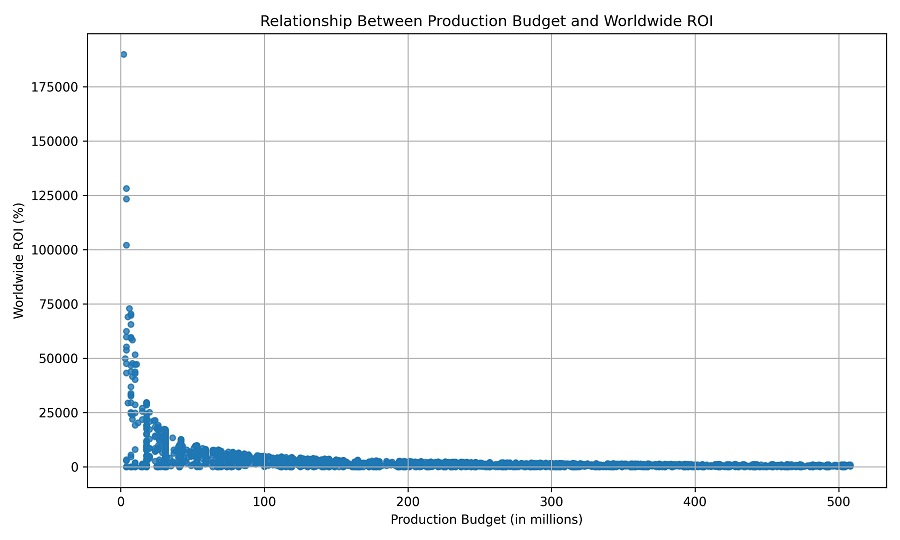 Relationship Between Production Budget and Worldwide ROI
Worldwide ROI (%)
175000
150000
125000
100000
75000
50000
25000
0
0 100 200 300 400 500
Production Budget (in millions)